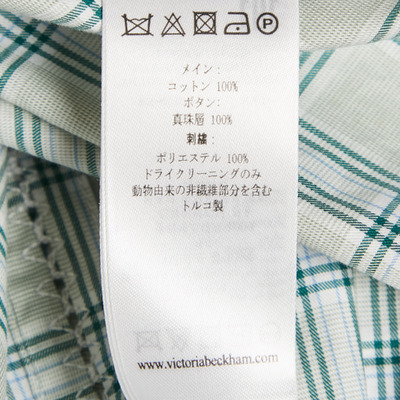 メイン:
コットン 100%
ボタン:
真珠層 100%
刺繍:
ポリエステル 100%
ドライクリーニングのみ
動物由来の非繊維部分を含む
トルコ製
www.victoriabeckham.com